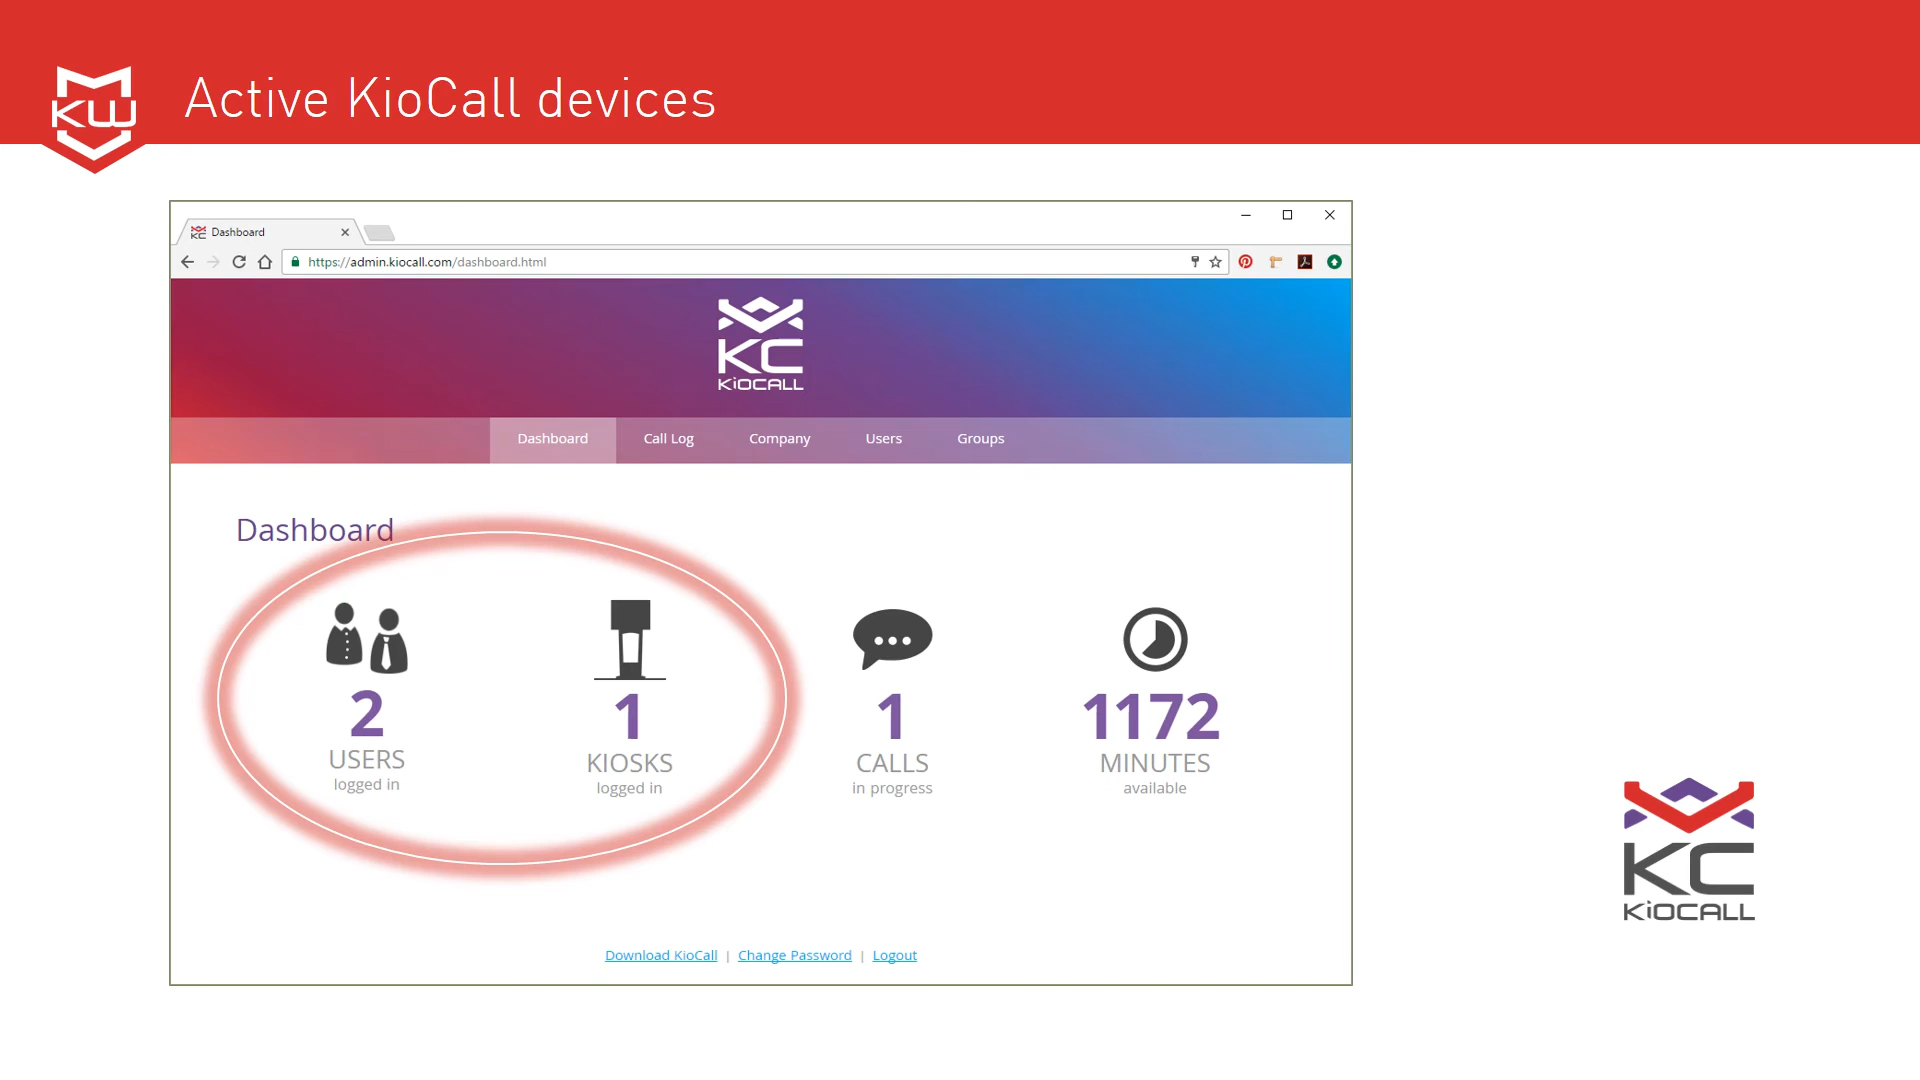 KW
Active KioCall devices
KC Dashboard
https://admin.kiocall.com/dashboard.html
KC
KiOCALL
Dashboard Call Log Company Users Groups
Dashboard
2 1 1 1172
USERS KIOSKS CALLS MINUTES
logged in logged in in progress available
KC
KiOCALL
Download KioCall | Change Password | Logout